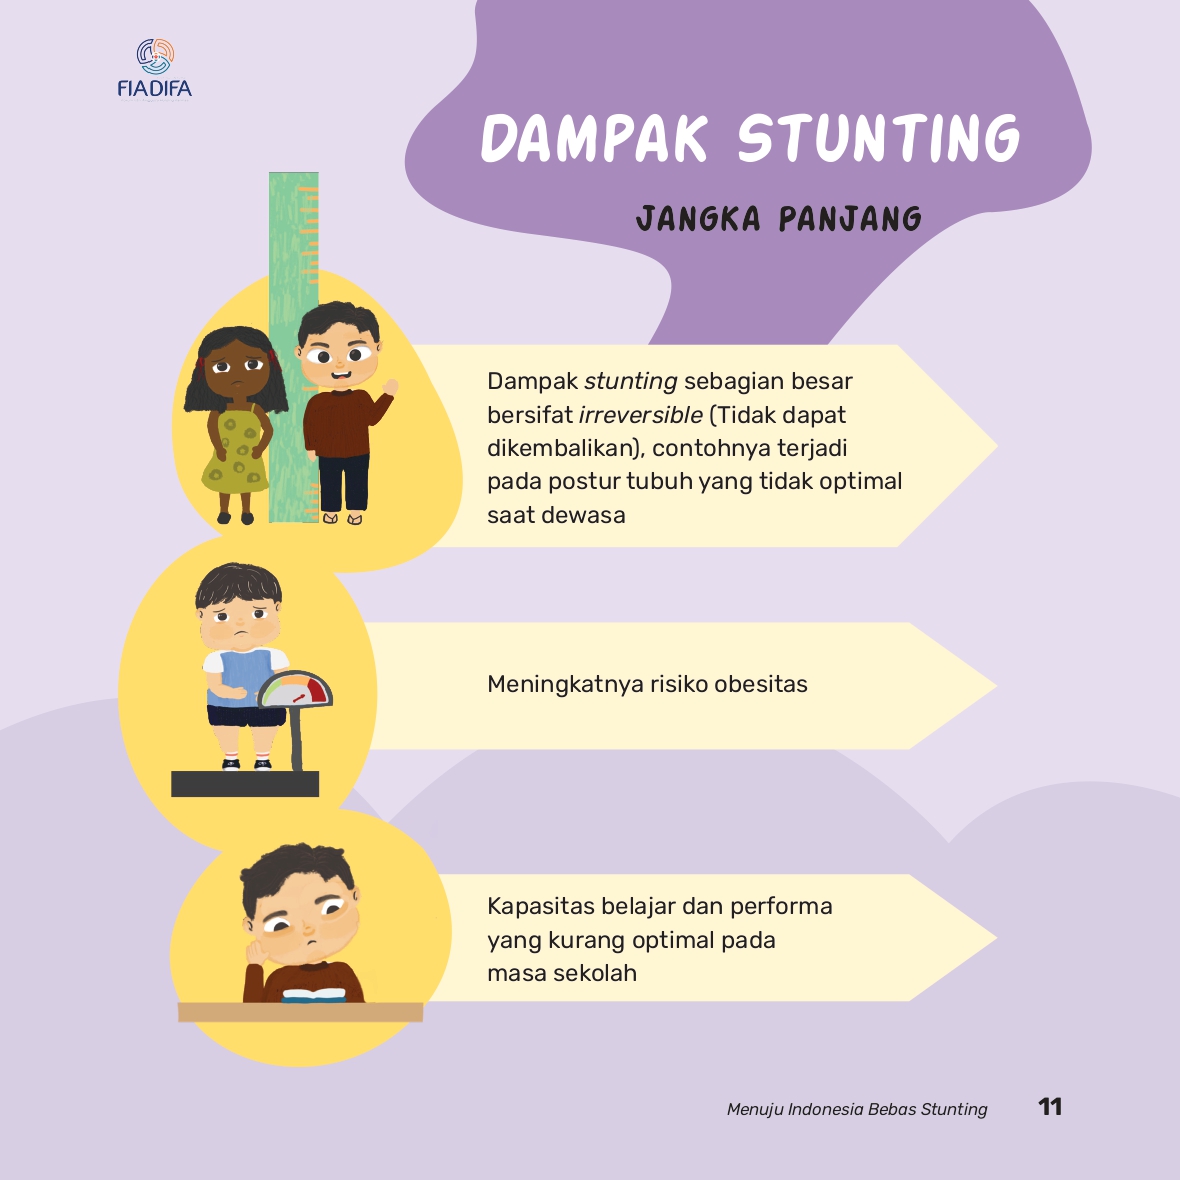 FIADIFA
DAMPAK STUNTING
JANGKA PANJANG
Dampak stunting sebagian besar
bersifat irreversible (Tidak dapat
dikembalikan), contohnya terjadi
pada postur tubuh yang tidak optimal
saat dewasa
Meningkatnya risiko obesitas
Kapasitas belajar dan performa
yang kurang optimal pada
masa sekolah
Menuju Indonesia Bebas Stunting
11